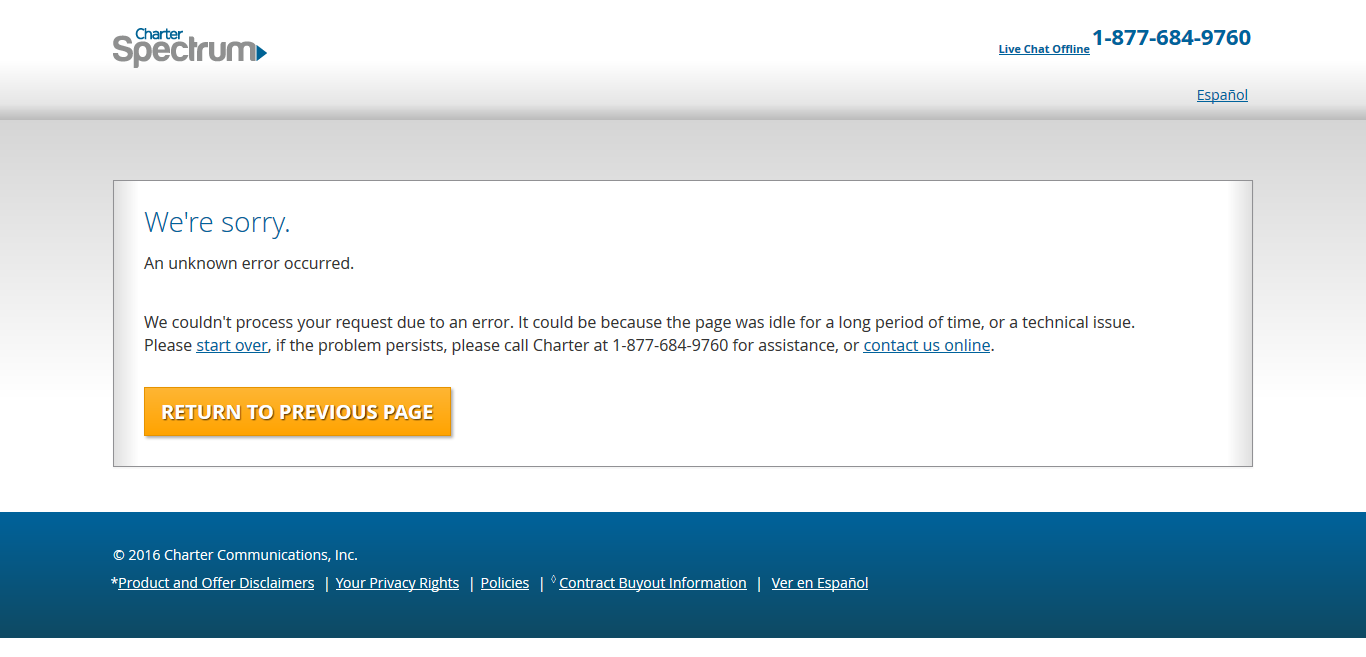 Charter
Spectrum
Live Chat Offline 1-877-684-9760
Español
We're sorry.
An unknown error occurred.
We couldn't process your request due to an error. It could be because the page was idle for a long period of time, or a technical issue.
Please start over, if the problem persists, please call Charter at 1-877-684-9760 for assistance, or contact us online.
RETURN TO PREVIOUS PAGE
© 2016 Charter Communications, Inc.
*Product and Offer Disclaimers | Your Privacy Rights | Policies | ◊ Contract Buyout Information | Ver en Español